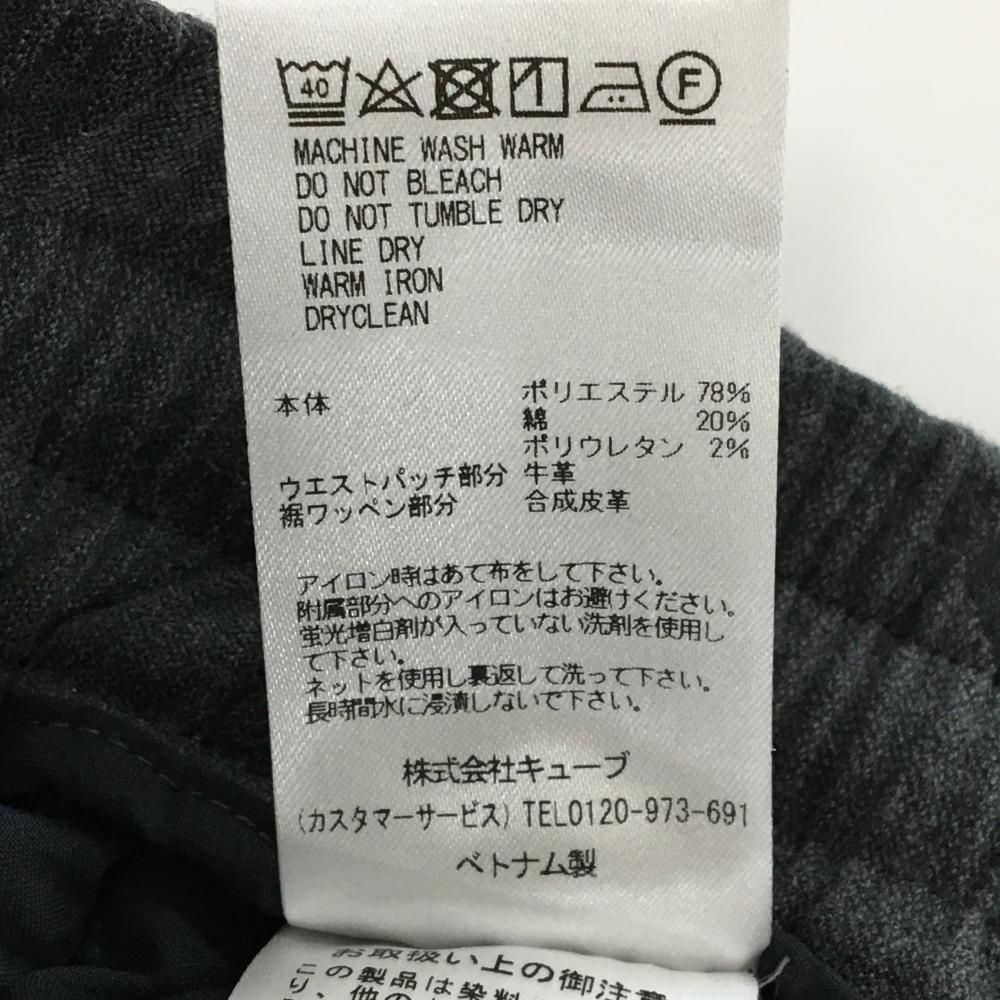 40 F
MACHINE WASH WARM
DO NOT BLEACH
DO NOT TUMBLE DRY
LINE DRY
WARM IRON
DRYCLEAN
本体 ポリエステル 78%
綿 20%
ポリウレタン 2%
ウエストパッチ部分 牛革
裾ワッペン部分 合成皮革
アイロン時はあて布をして下さい。
附属部分へのアイロンはお避けください。
蛍光増白剤が入っていない洗剤を使用し
て下さい。
ネットを使用し裏返して洗って下さい。
長時間水に浸漬しないで下さい。
株式会社キューブ
(カスタマーサービス) TEL0120-973-691
ベトナム製
お取扱い上の御注意
この製品は染料
り、他の